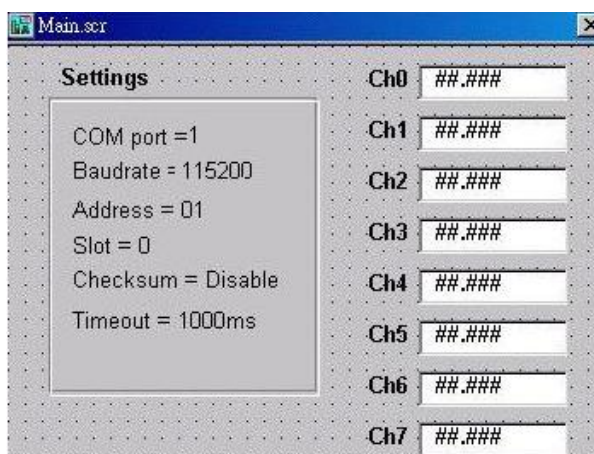 Main.scr
Settings
COM port =1
Baudrate = 115200
Address = 01
Slot = 0
Checksum = Disable
Timeout = 1000ms
Ch0 ##.###
Ch1 ##.###
Ch2 ##.###
Ch3 ##.###
Ch4 ##.###
Ch5 ##.###
Ch6 ##.###
Ch7 ##.###